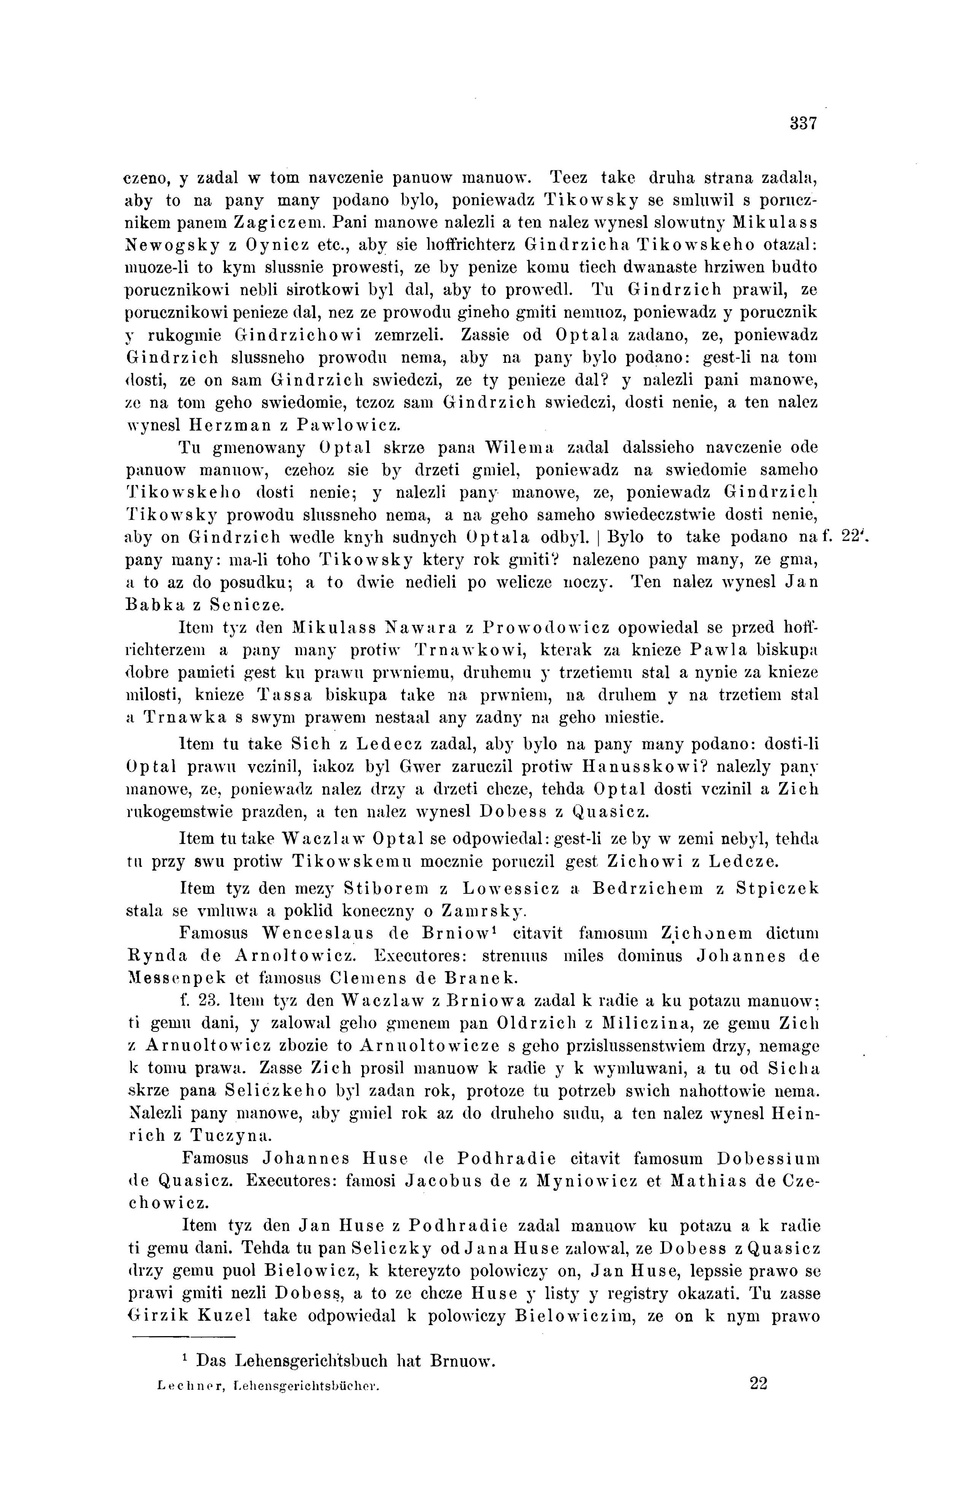 337
czeno, y zadal w tom navczenie panuow manuow. Teez take druha strana zadala,
aby to na pany many podano bylo, poniewadz Tikowsky se smluwil s porucz-
nikem panem Zagiczem. Pani manowe nalezli a ten nalez wynesl slowutny Mikulass
Newogsky z Oynicz etc., aby sie hoffrichterz Gindrzicha Tikowskeho otazal:
muoze-li to kym slussnie prowesti, ze by penize komu tiech dwanaste hrziwen budto
porucznikowi nebli sirotkowi byl dal, aby to prowedl. Tu Gindrzich prawil, ze
porucznikowi penieze dal, nez ze prowodu gineho gmiti nemuoz, poniewadz y porucznik
y rukogmie Gindrzichowi zemrzeli. Zassie od Optala zadano, ze, poniewadz
Gindrzich slussneho prowodu nema, aby na pany bylo podano: gest-li na tom
dosti, ze on sam Gindrzich swiedczi, ze ty penieze dal? y nalezli pani manowe,
ze na tom geho swiedomie, tczoz sam Gindrzich swiedczi, dosti nenie, a ten nalez
wynesl Herzman z Pawlowicz.
Tu gmenowany Optal skrze pana Wilema zadal dalssieho navczenie ode
panuow manuow, czehoz sie by drzeti gmiel, poniewadz na swiedomie sameho
Tikowskeho dosti nenie; y nalezli pany manowe, ze, poniewadz Gindrzich
Tikowsky prowodu slussneho nema, a na geho sameho swiedeczstwie dosti nenie,
aby on Gindrzich wedle knyh sudnych Optala odbyl. | Bylo to take podano na f. 22'.
pany many: ma-li toho Tikowsky ktery rok gmiti? nalezeno pany many, ze gma,
a to az do posudku; a to dwie nedieli po welicze noczy. Ten nalez wynesl Jan
Babka z Senicze.
Item tyz den Mikulass Nawara z Prowodowicz opowiedal se przed hoff-
richterzem a pany many protiw Trnawkowi, kterak za knieze Pawla biskupa
dobre pamieti gest ku prawu prwniemu, druhemu y trzetiemu stal a nynie za knieze
milosti, knieze Tassa biskupa take na prwniem, na druhem y na trzetiem stal
a Trnawka s swym prawem nestaal any zadny na geho miestie.
Item tu take Sich z Ledecz zadal, aby bylo na pany many podano: dosti-li
Optal prawu vczinil, iakoz byl Gwer zaruczil protiw Hanusskowi? nalezly pany
manowe, ze, poniewadz nalez drzy a drzeti chcze, tehda Optal dosti vczinil a Zich
rukogemstwie prazden, a ten nalez wynesl Dobess z Quasicz.
Item tu take Waczlaw Optal se odpowiedal: gest-li ze by w zemi nebyl, tehda
tu przy swu protiw Tikowskemu mocznie poruczil gest Zichowi z Ledcze.
Item tyz den mezy Stiborem z Lowessicz a Bedrzichem z Stpiczek
stala se vmluwa a poklid koneczny o Zamrsky.
Famosus Wenceslaus de Brniow¹ citavit famosum Zichonem dictum
Rynda de Arnoltowicz. Executores: strenuus miles dominus Johannes de
Messenpek et famosus Clemens de Branek.
f. 23. Item tyz den Waczlaw z Brniowa zadal k radie a ku potazu manuow;
ti gemu dani, y zalowal geho gmenem pan Oldrzich z Miliczina, ze gemu Zich
z Arnuoltowicz zbozie to Arnuoltowicze s geho przislussenstwiem drzy, nemage
k tomu prawa. Zasse Zich prosil manuow k radie y k wymluwani, a tu od Sicha
skrze pana Seliczkeho byl zadan rok, protoze tu potrzeb swich nahottowie nema.
Nalezli pany manowe, aby gmiel rok az do druheho sudu, a ten nalez wynesl Hein-
rich z Tuczyna.
Famosus Johannes Huse de Podhradie citavit famosum Dobessium
de Quasicz. Executores: famosi Jacobus de z Myniowicz et Mathias de Cze-
chowicz.
Item tyz den Jan Huse z Podhradie zadal manuow ku potazu a k radie
ti gemu dani. Tehda tu pan Seliczky od Jana Huse zalowal, ze Dobess z Quasicz
drzy gemu puol Bielowicz, k ktereyzto polowiczy on, Jan Huse, lepssie prawo se
prawi gmiti nezli Dobess, a to ze chcze Huse y listy y registry okazati. Tu zasse
Girzik Kuzel take odpowiedal k polowiczy Bielowiczim, ze on k nym prawo
¹ Das Lehensgerichtsbuch hat Brnuow.
Lechner, Lehensgerichtsbücher. 22